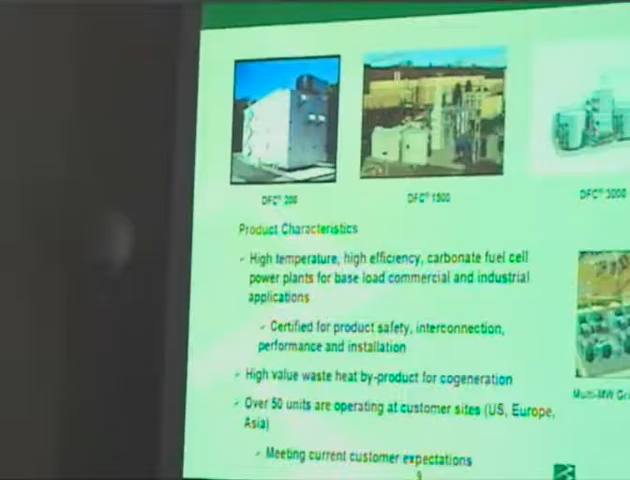 DFC® 1500
DFC® 3000
Product Characteristics
✓ High temperature, high efficiency, carbonate fuel cell
power plants for base load commercial and industrial
applications
✓ Certified for product safety, interconnection,
performance and installation
✓ High value waste heat by-product for cogeneration
✓ Over 50 units are operating at customer sites (US, Europe,
Asia)
✓ Meeting current customer expectations
Multi-MW